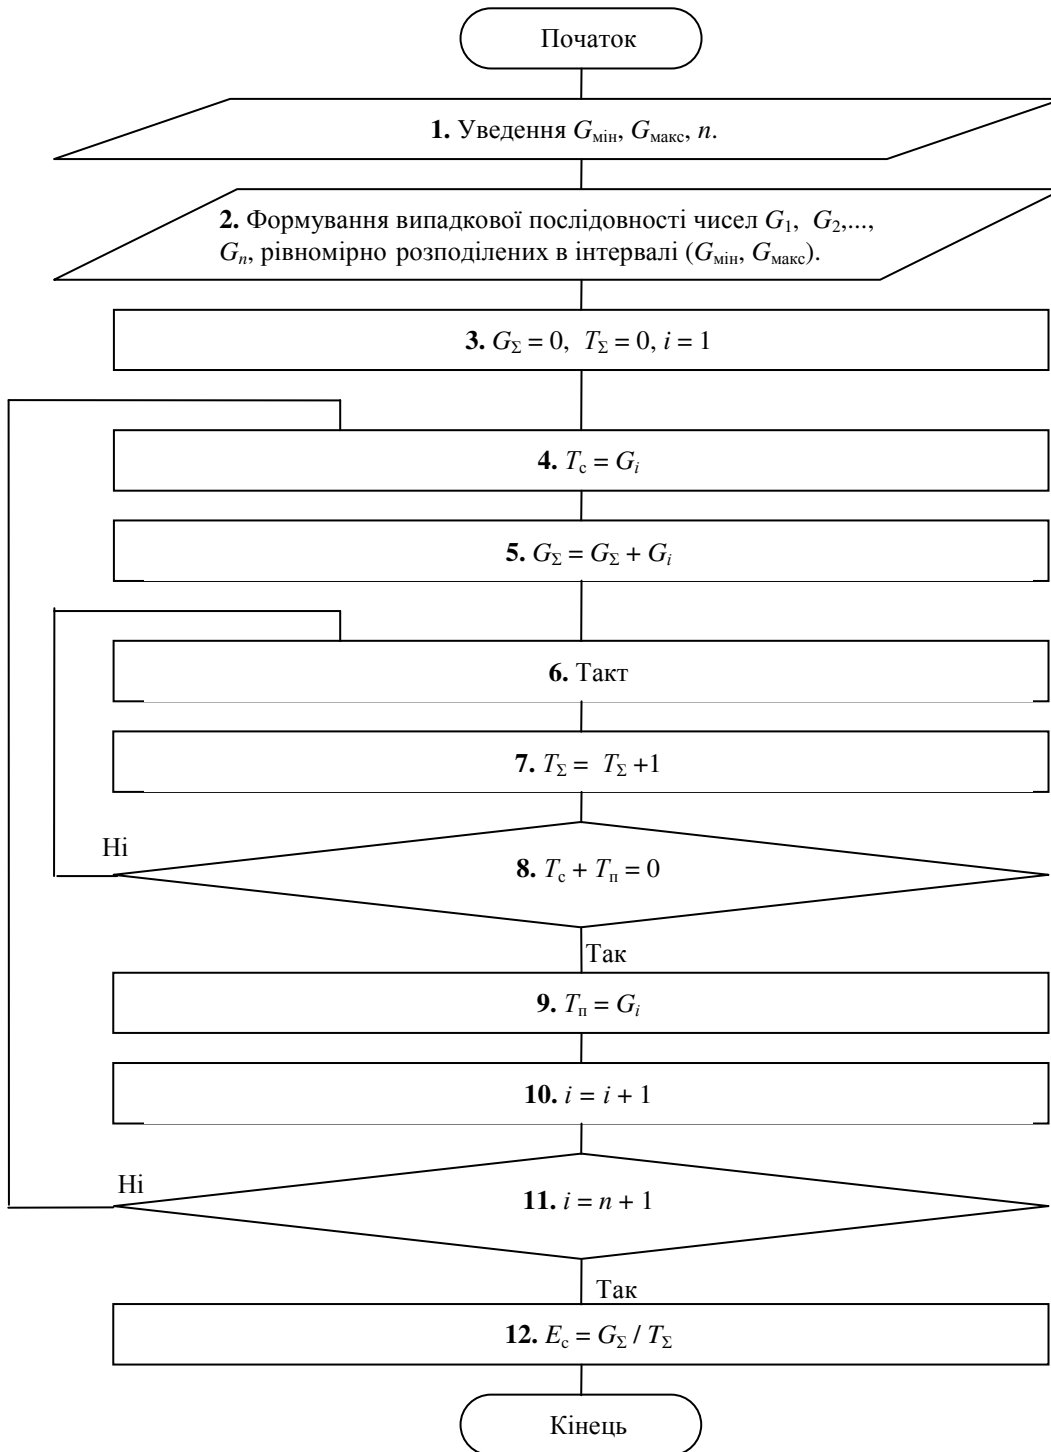 Початок
1. Уведення Gмін, Gмакс, n.
2. Формування випадкової послідовності чисел G1, G2,...,
Gn, рівномірно розподілених в інтервалі (Gмін, Gмакс).
3. GΣ = 0, TΣ = 0, i = 1
4. Tс = Gi
5. GΣ = GΣ + Gi
6. Такт
7. TΣ = TΣ +1
Ні
8. Tс + Tп = 0
Так
9. Tп = Gi
10. i = i + 1
Ні
11. i = n + 1
Так
12. Eс = GΣ / TΣ
Кінець